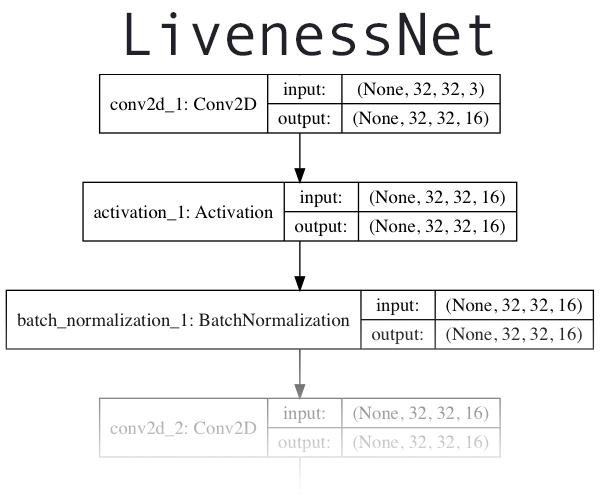 LivenessNet
conv2d_1: Conv2D
input:
(None, 32, 32, 3)
output:
(None, 32, 32, 16)
activation_1: Activation
input:
(None, 32, 32, 16)
output:
(None, 32, 32, 16)
batch_normalization_1: BatchNormalization
input:
(None, 32, 32, 16)
output:
(None, 32, 32, 16)
conv2d_2: Conv2D
input:
(None, 32, 32, 16)
output:
(None, 32, 32, 16)